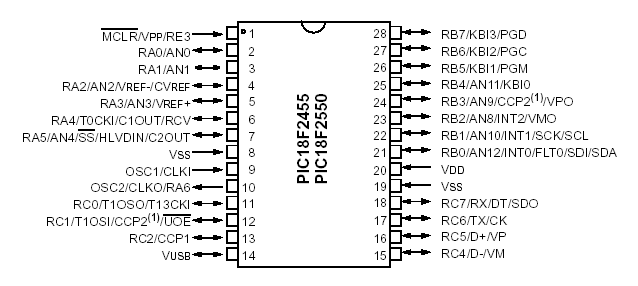 MCLR/VPP/RE3 1
RA0/AN0 2
RA1/AN1 3
RA2/AN2/VREF-/CVREF 4
RA3/AN3/VREF+ 5
RA4/T0CKI/C1OUT/RCV 6
RA5/AN4/SS/HLVDIN/C2OUT 7
VSS 8
OSC1/CLKI 9
OSC2/CLKO/RA6 10
RC0/T1OSO/T13CKI 11
RC1/T1OSI/CCP2(1)/UOE 12
RC2/CCP1 13
VUSB 14
PIC18F2455
PIC18F2550
28 RB7/KBI3/PGD
27 RB6/KBI2/PGC
26 RB5/KBI1/PGM
25 RB4/AN11/KBI0
24 RB3/AN9/CCP2(1)/VPO
23 RB2/AN8/INT2/VMO
22 RB1/AN10/INT1/SCK/SCL
21 RB0/AN12/INT0/FLT0/SDI/SDA
20 VDD
19 VSS
18 RC7/RX/DT/SDO
17 RC6/TX/CK
16 RC5/D+/VP
15 RC4/D-/VM